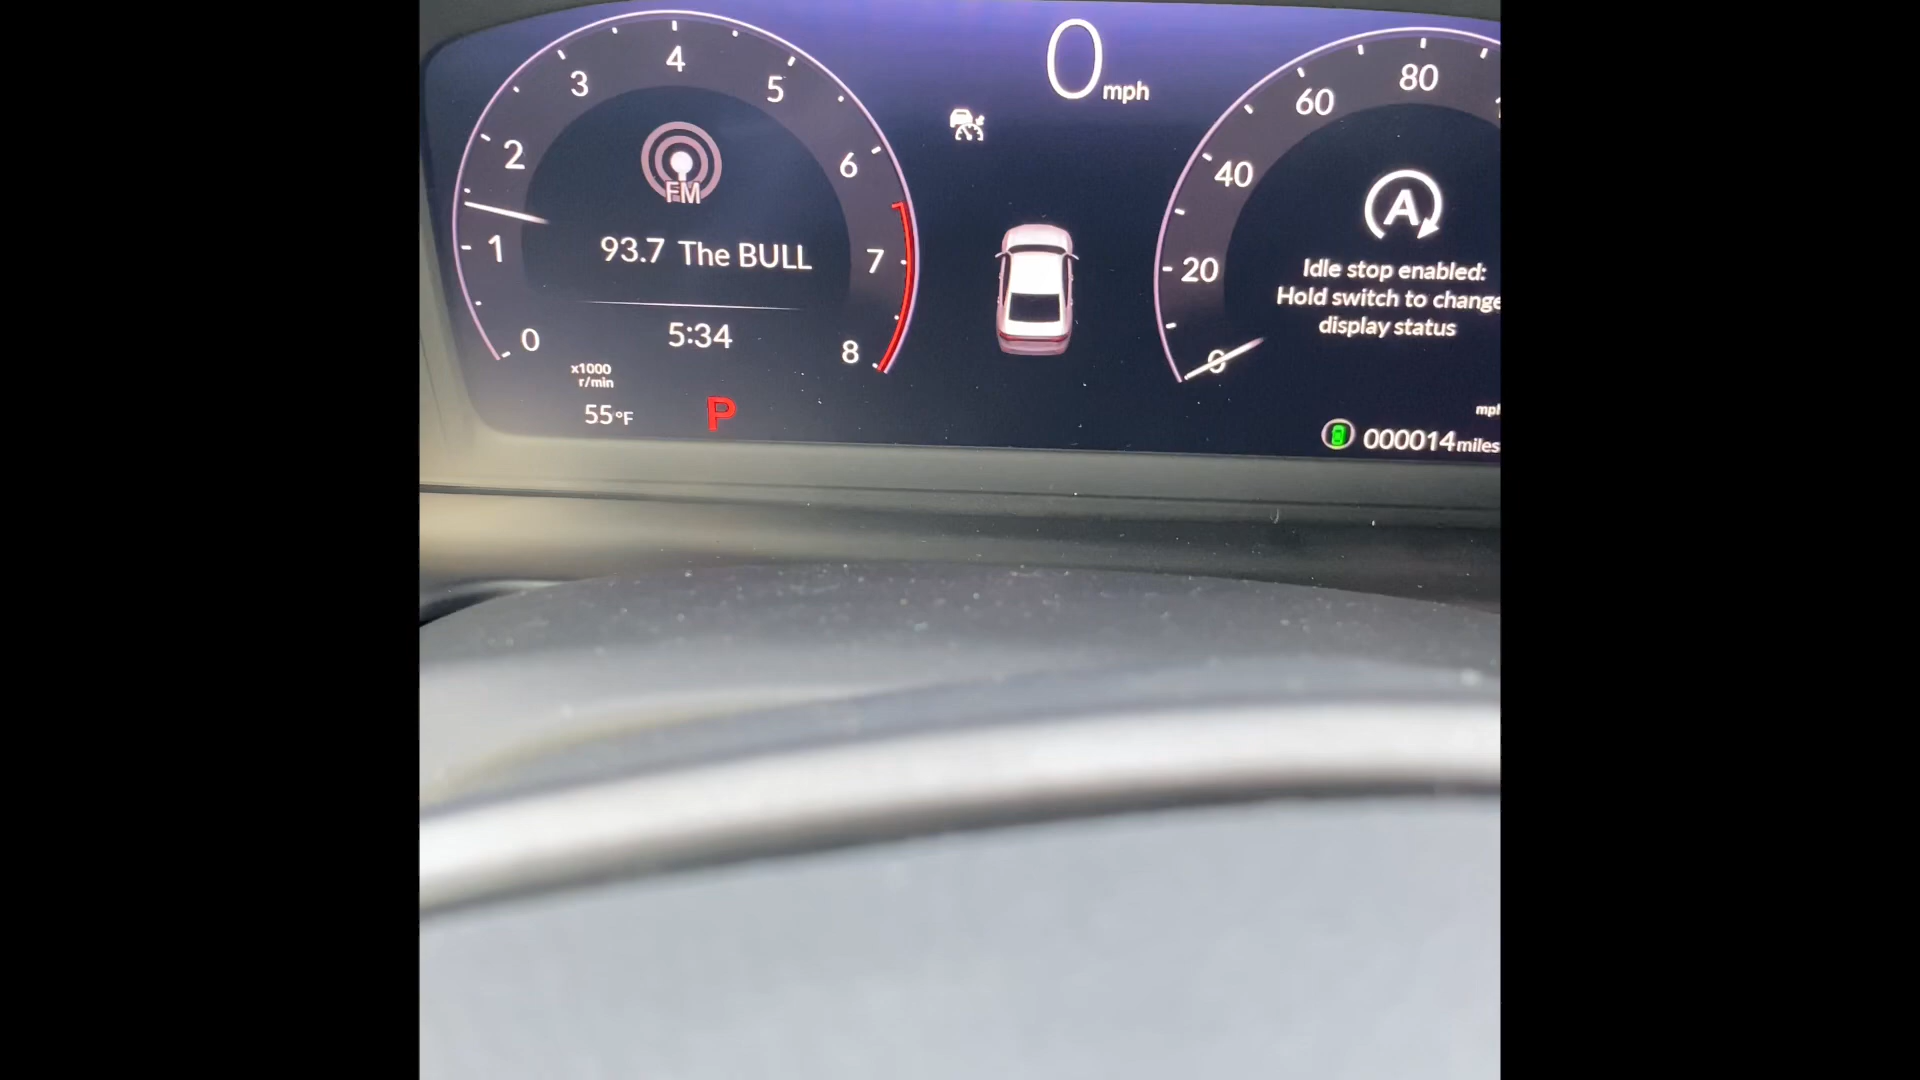 0 mph
4
3
5
2
6
1
7
0
8
FM
93.7 The BULL
5:34
x1000
r/min
55°F
P
80
60
40
20
0
A
Idle stop enabled:
Hold switch to change
display status
mph
000014 miles